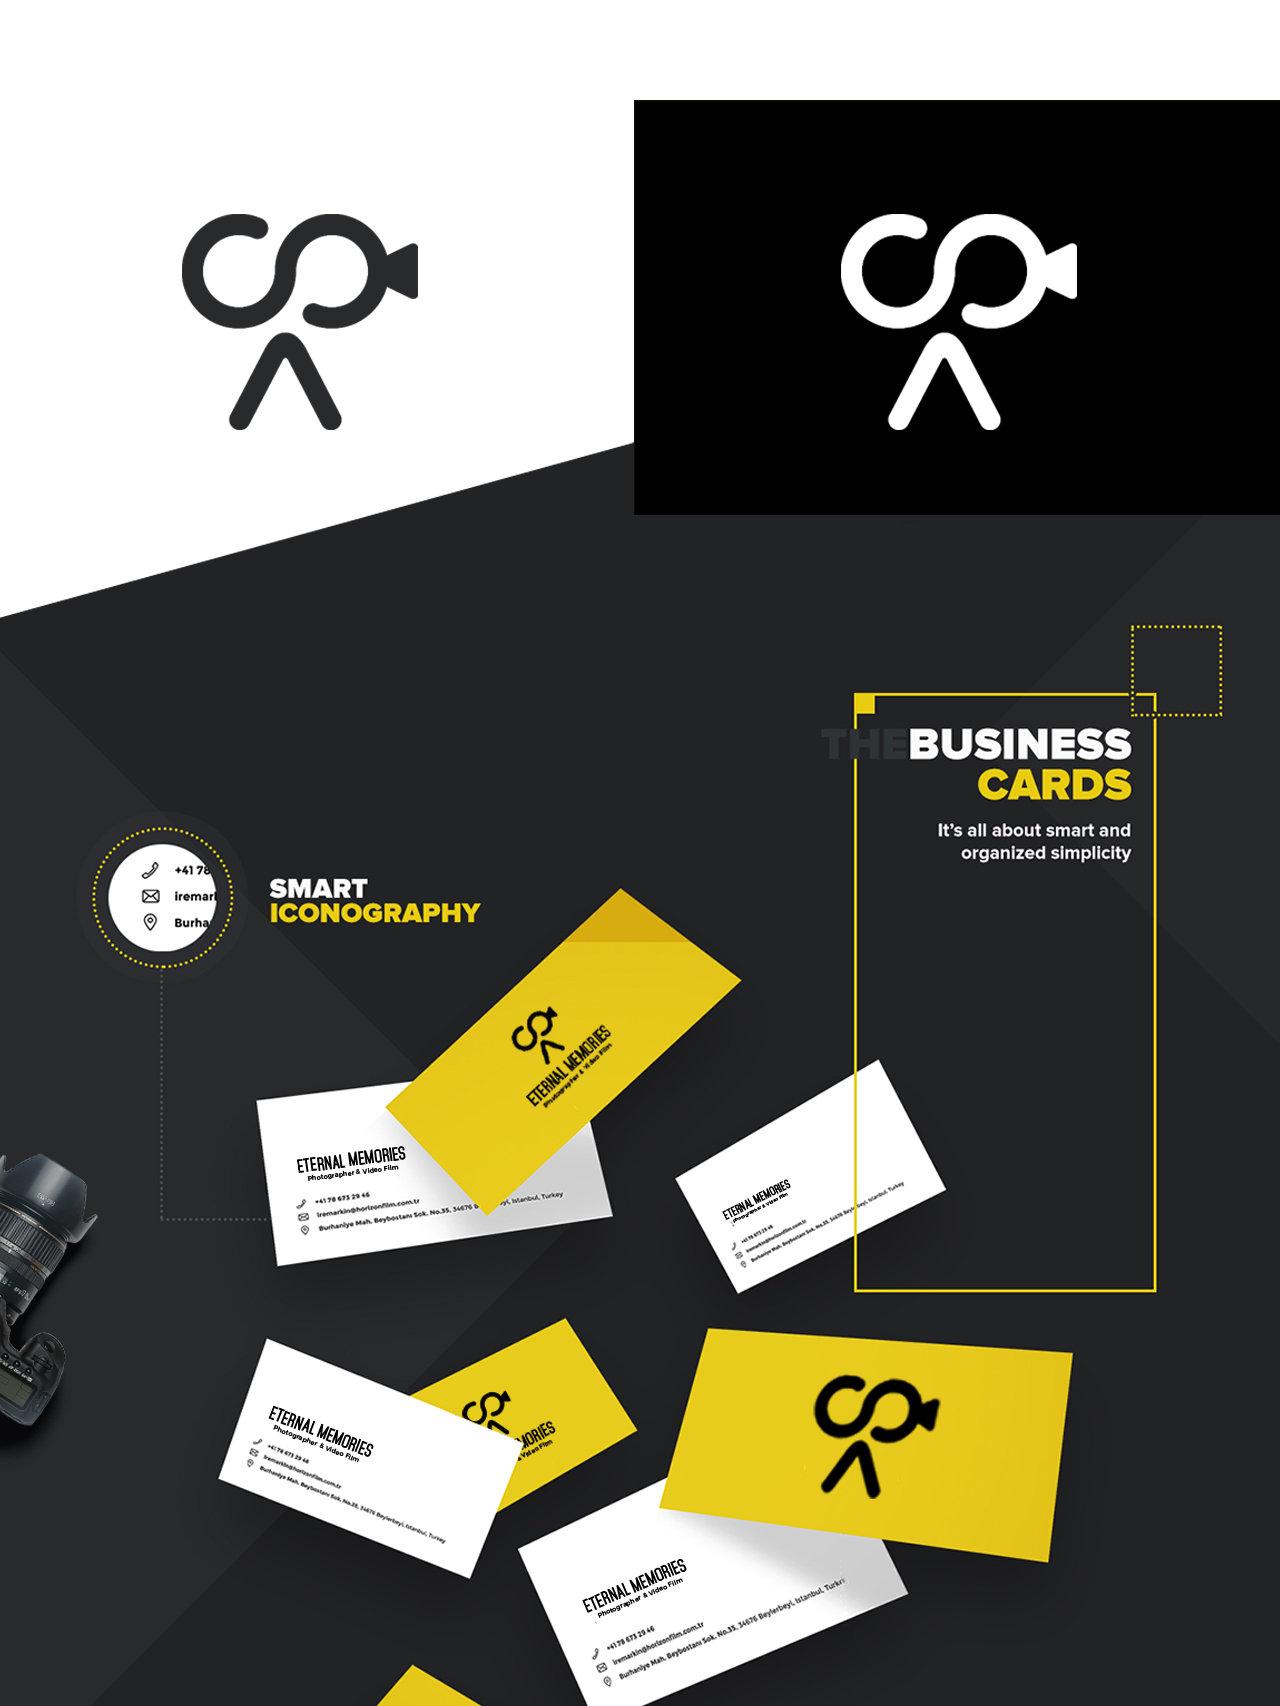 THEBUSINESS
CARDS
It's all about smart and
organized simplicity
+41 78
iremark
Burha
SMART
ICONOGRAPHY
ETERNAL MEMORIES
Photographer & Video Film
ETERNAL MEMORIES
Photographer & Video Film
+41 78 673 29 46
iremarkin@horizonfilm.com.tr
Burhaniye Mah. Beybostanı Sok. No.35, 34676 Istanbul, Turkey
ETERNAL MEMORIES
Photographer & Video Film
+41 78 673 29 46
iremarkin@horizonfilm.com.tr
Burhaniye Mah. Beybostanı Sok. No.35, 34676 Beylerbeyi, Istanbul, Turkey
ETERNAL MEMORIES
Photographer & Video Film
+41 78 673 29 46
iremarkin@horizonfilm.com.tr
Burhaniye Mah. Beybostanı Sok. No.35, 34676 Beylerbeyi, Istanbul, Turkey
MORIES
Video Film
ETERNAL MEMORIES
Photographer & Video Film
+41 78 673 29 46
iremarkin@horizonfilm.com.tr
Burhaniye Mah. Beybostanı Sok. No.35, 34676 Beylerbeyi, Istanbul, Turke